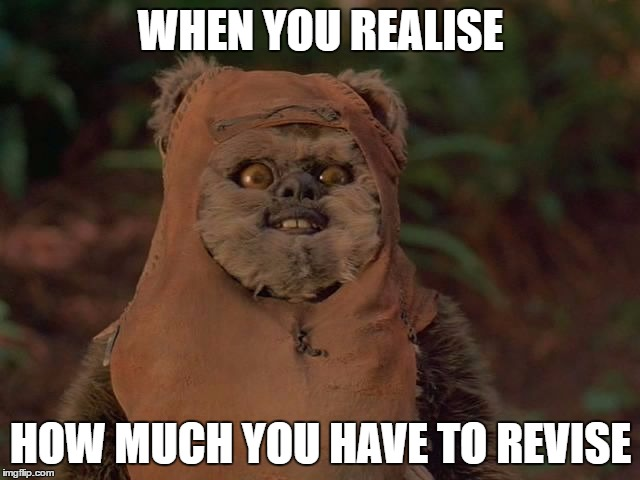 WHEN YOU REALISE
HOW MUCH YOU HAVE TO REVISE
imgflip.com